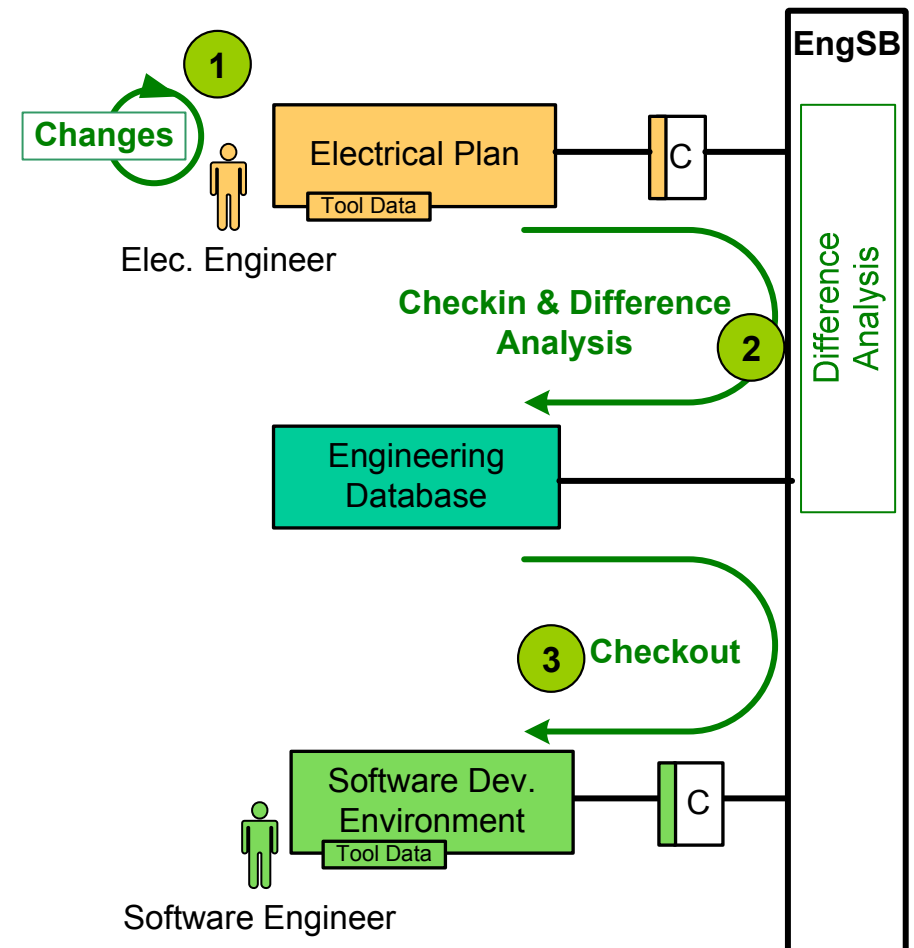 EngSB
1
Changes
Electrical Plan
C
Tool Data
Elec. Engineer
Difference
Analysis
Checkin & Difference
Analysis
2
Engineering
Database
3
Checkout
Software Dev.
Environment
C
Tool Data
Software Engineer